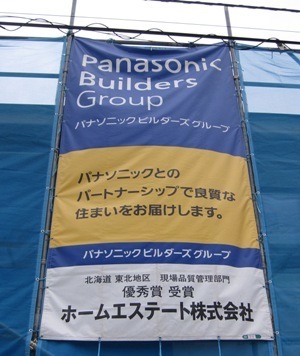 Panasonic
Builders
Group
パナソニック ビルダーズ グループ
パナソニックとの
パートナーシップで良質な
住まいをお届けします。
パナソニック ビルダーズ グループ
北海道 東北地区 現場品質管理部門
優秀賞 受賞
ホームエステート株式会社